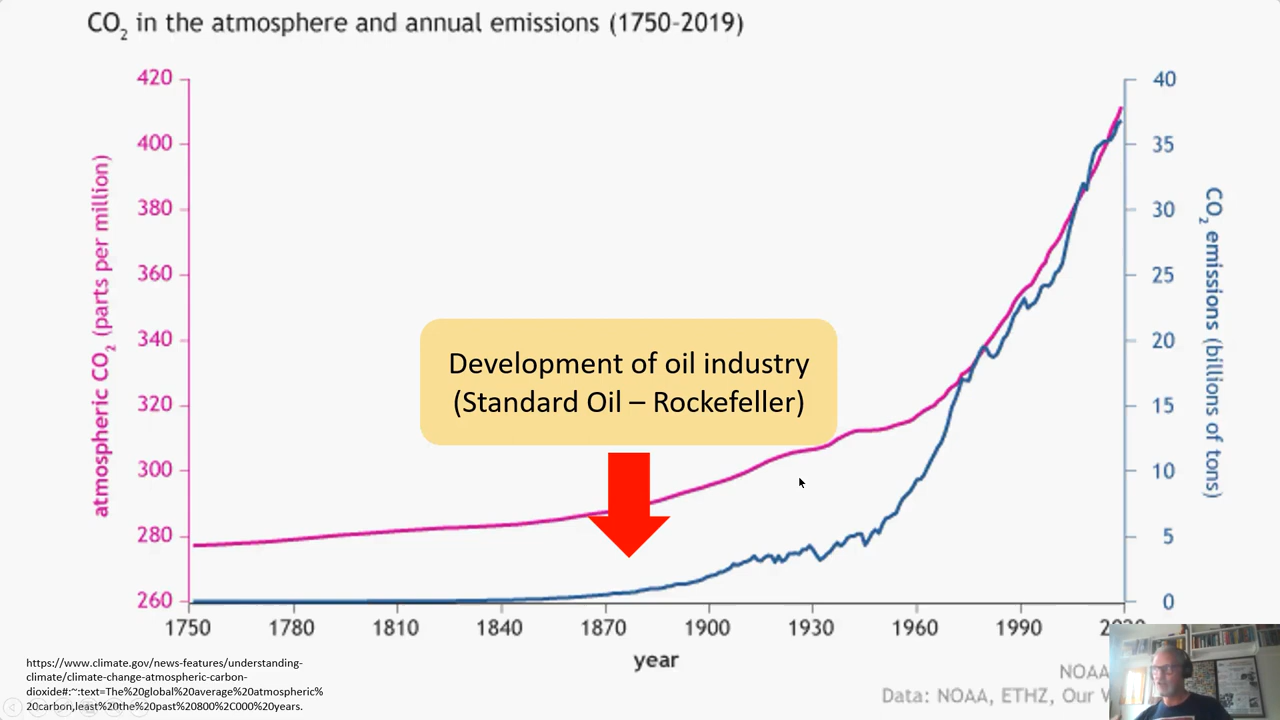 CO₂ in the atmosphere and annual emissions (1750-2019)
420
400
380
360
340
320
300
280
260
atmospheric CO₂ (parts per million)
40
35
30
25
20
15
10
5
0
CO₂ emissions (billions of tons)
Development of oil industry
(Standard Oil – Rockefeller)
1750
1780
1810
1840
1870
1900
1930
1960
1990
year
https://www.climate.gov/news-features/understanding-
climate/climate-change-atmospheric-carbon-
dioxide#:~:text=The%20global%20average%20atmospheric%
20carbon,least%20the%20past%20800%2C000%20years.
NOAA
Data: NOAA, ETHZ, Our